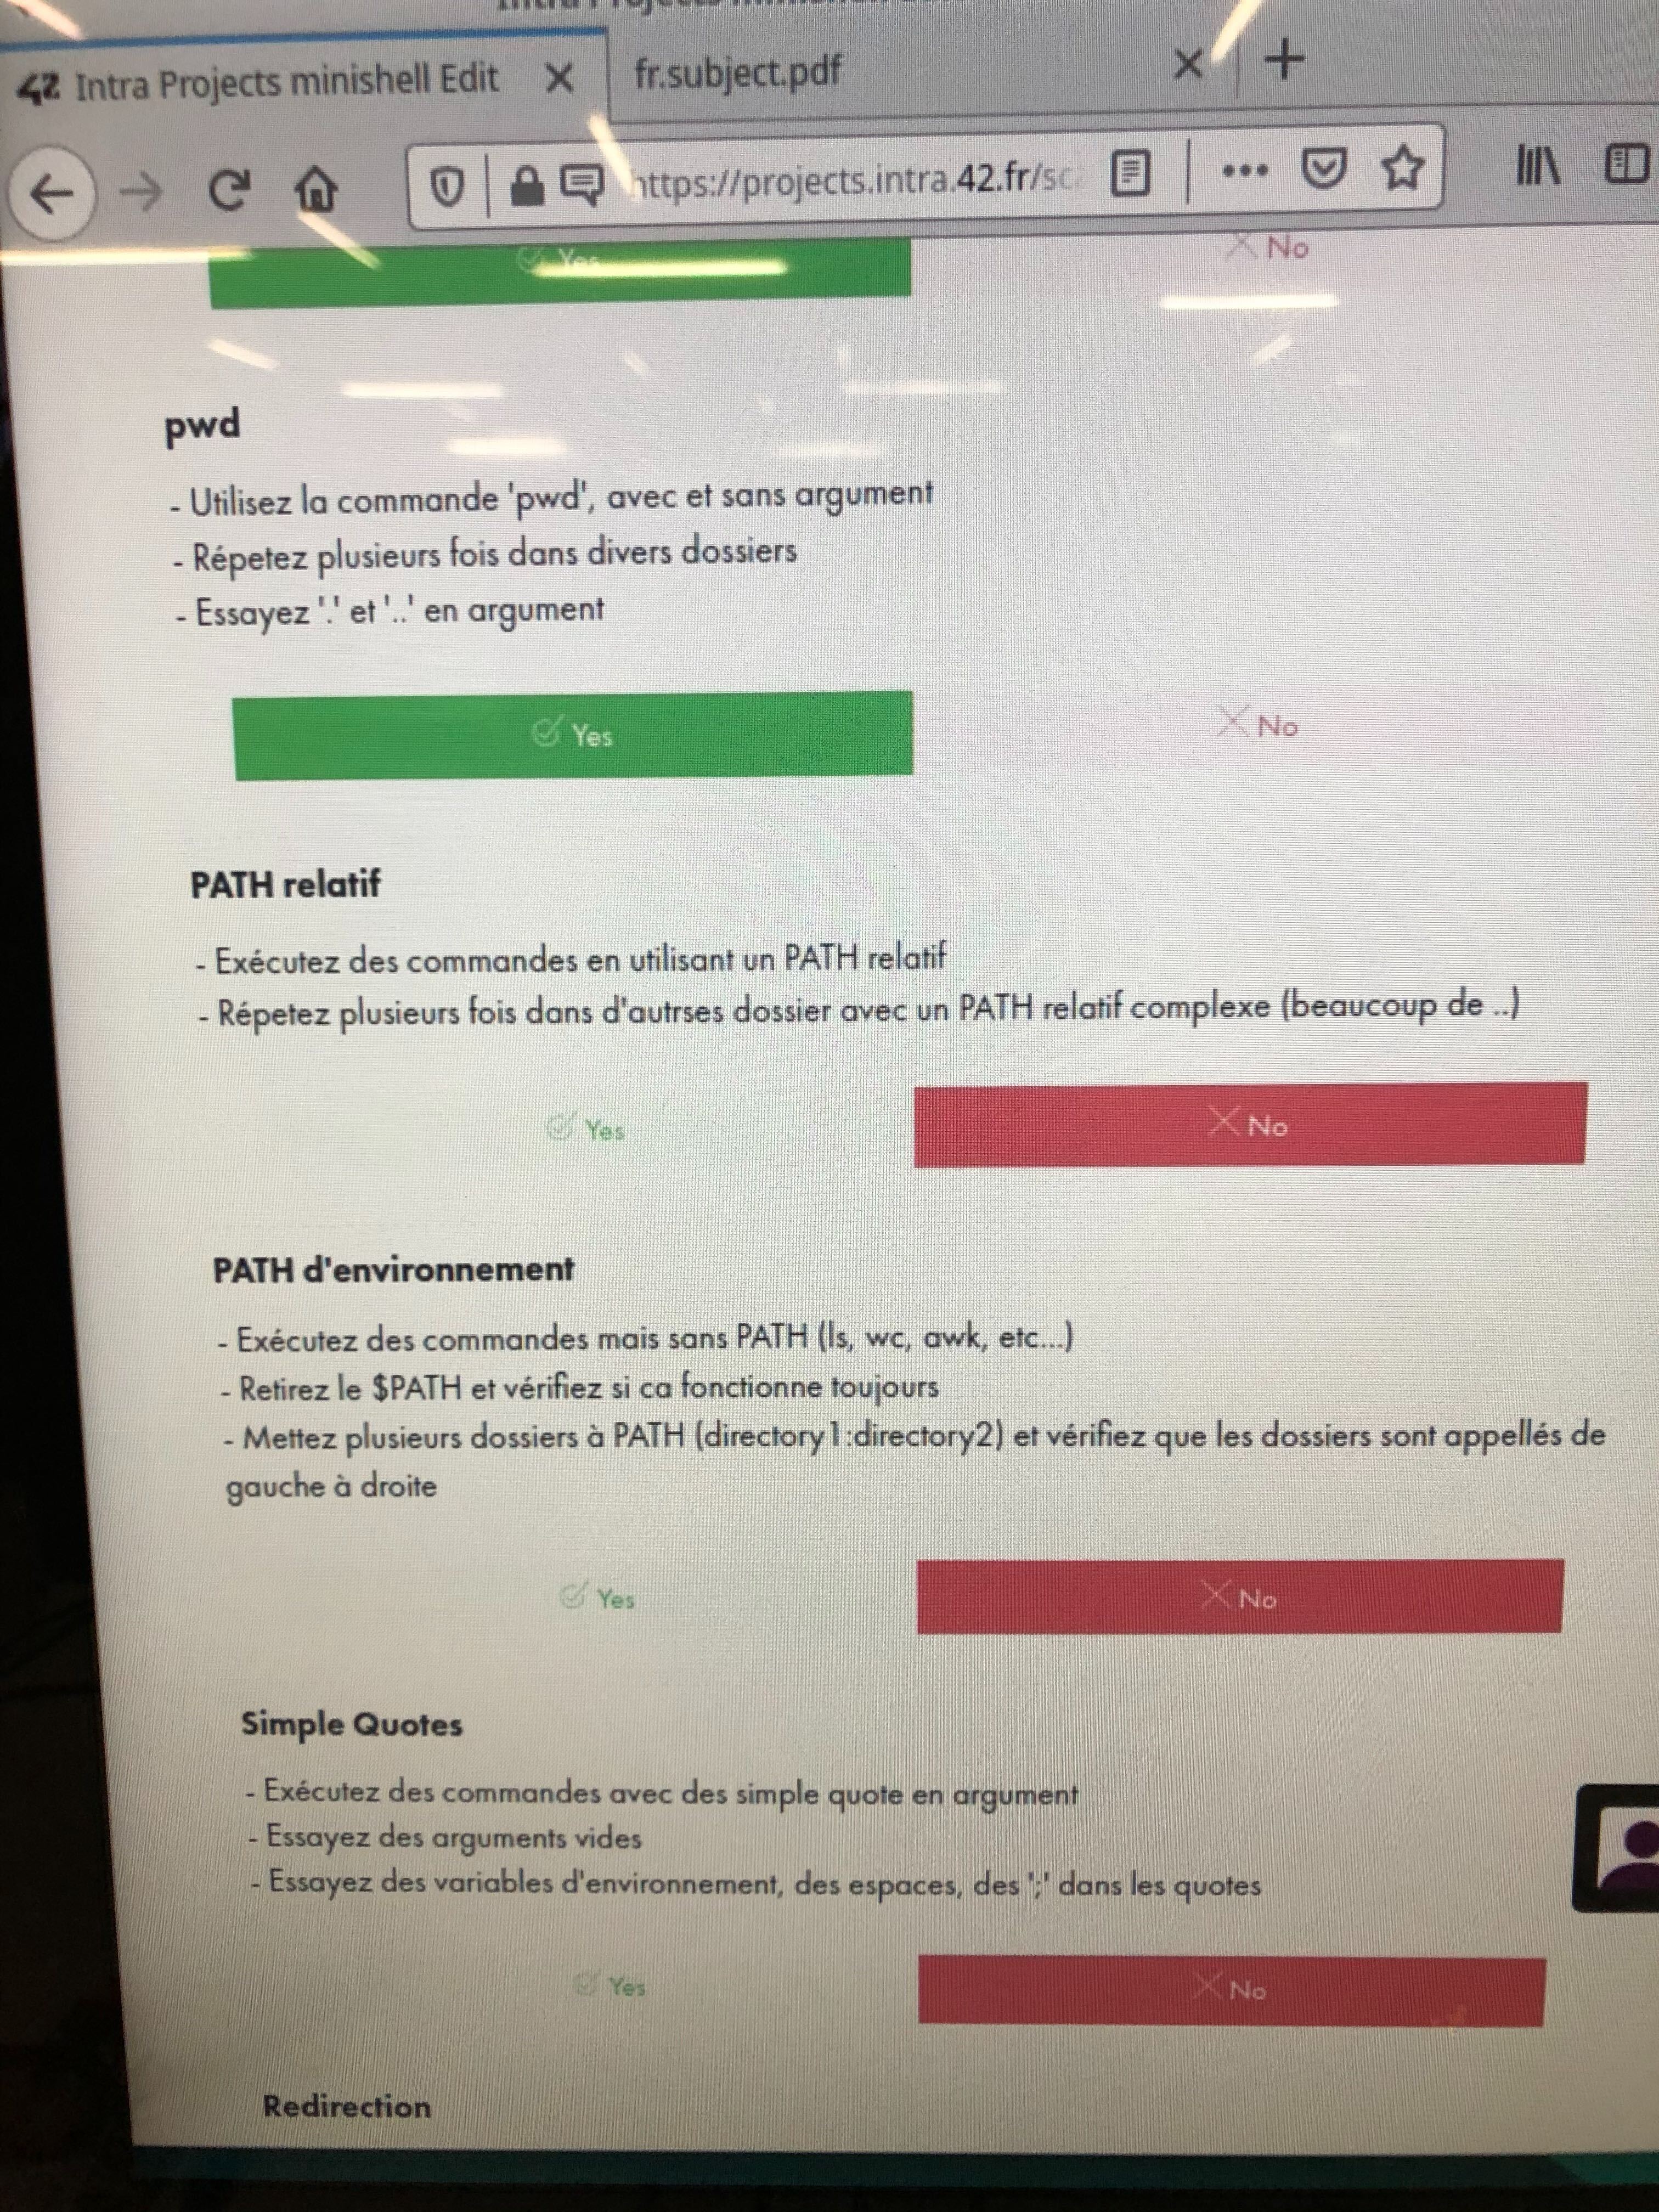 42 Intra Projects minishell Edit
fr.subject.pdf
https://projects.intra.42.fr/sc
Yes
No
pwd
- Utilisez la commande 'pwd', avec et sans argument
- Répetez plusieurs fois dans divers dossiers
- Essayez '.' et '..' en argument
Yes
No
PATH relatif
- Exécutez des commandes en utilisant un PATH relatif
- Répetez plusieurs fois dans d'autrses dossier avec un PATH relatif complexe (beaucoup de ..)
Yes
No
PATH d'environnement
- Exécutez des commandes mais sans PATH (ls, wc, awk, etc...)
- Retirez le $PATH et vérifiez si ca fonctionne toujours
- Mettez plusieurs dossiers à PATH (directory1:directory2) et vérifiez que les dossiers sont appellés de
gauche à droite
Yes
No
Simple Quotes
- Exécutez des commandes avec des simple quote en argument
- Essayez des arguments vides
- Essayez des variables d'environnement, des espaces, des ';' dans les quotes
Yes
No
Redirection